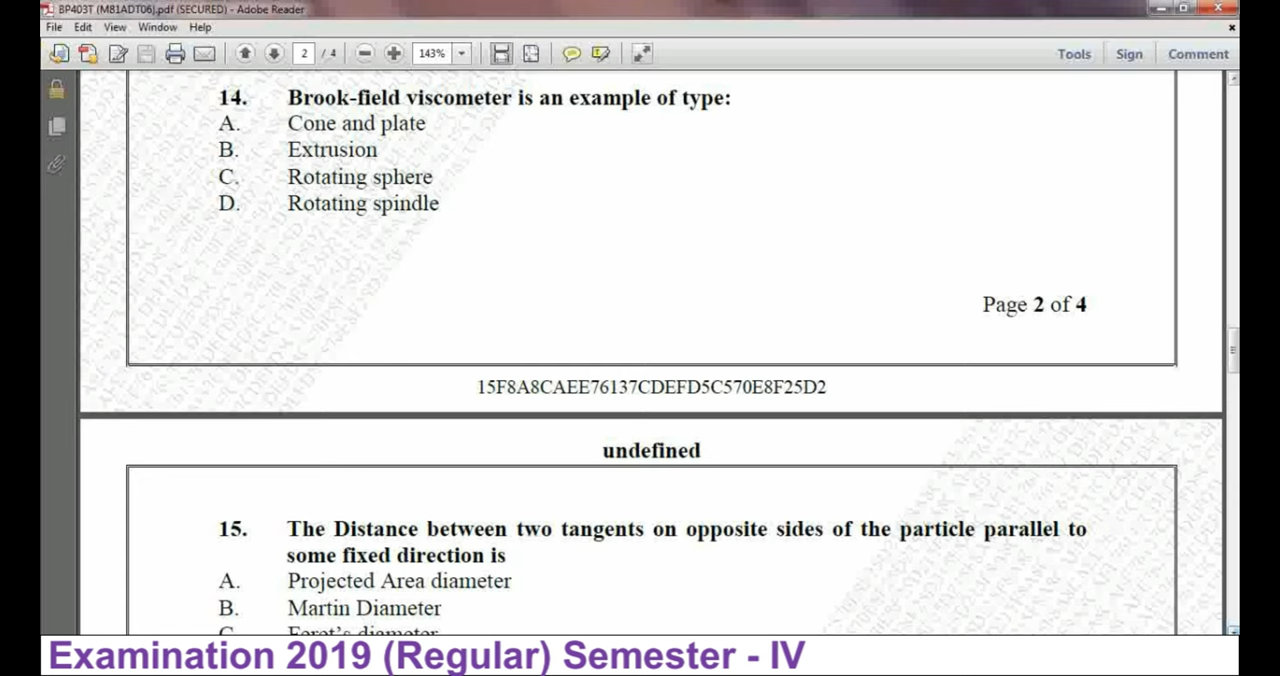 BP403T (M81ADT06).pdf (SECURED) - Adobe Reader
File Edit View Window Help
2 / 4 143% Tools Sign Comment
14. Brook-field viscometer is an example of type:
A. Cone and plate
B. Extrusion
C. Rotating sphere
D. Rotating spindle
Page 2 of 4
15F8A8CAEE76137CDEFD5C570E8F25D2
undefined
15. The Distance between two tangents on opposite sides of the particle parallel to
some fixed direction is
A. Projected Area diameter
B. Martin Diameter
C. Feret's diameter
Examination 2019 (Regular) Semester - IV